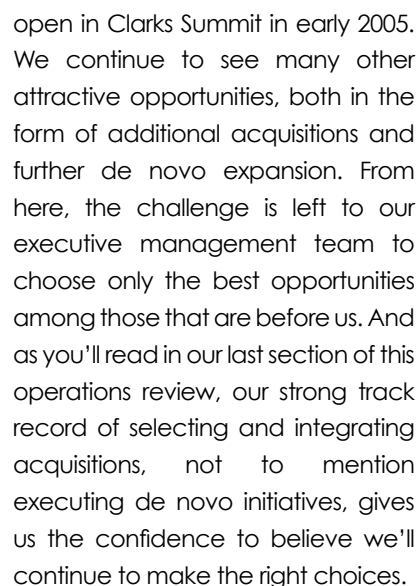 open in Clarks Summit in early 2005.
We continue to see many other
attractive opportunities, both in the
form of additional acquisitions and
further de novo expansion. From
here, the challenge is left to our
executive management team to
choose only the best opportunities
among those that are before us. And
as you'll read in our last section of this
operations review, our strong track
record of selecting and integrating
acquisitions, not to mention
executing de novo initiatives, gives
us the confidence to believe we'll
continue to make the right choices.